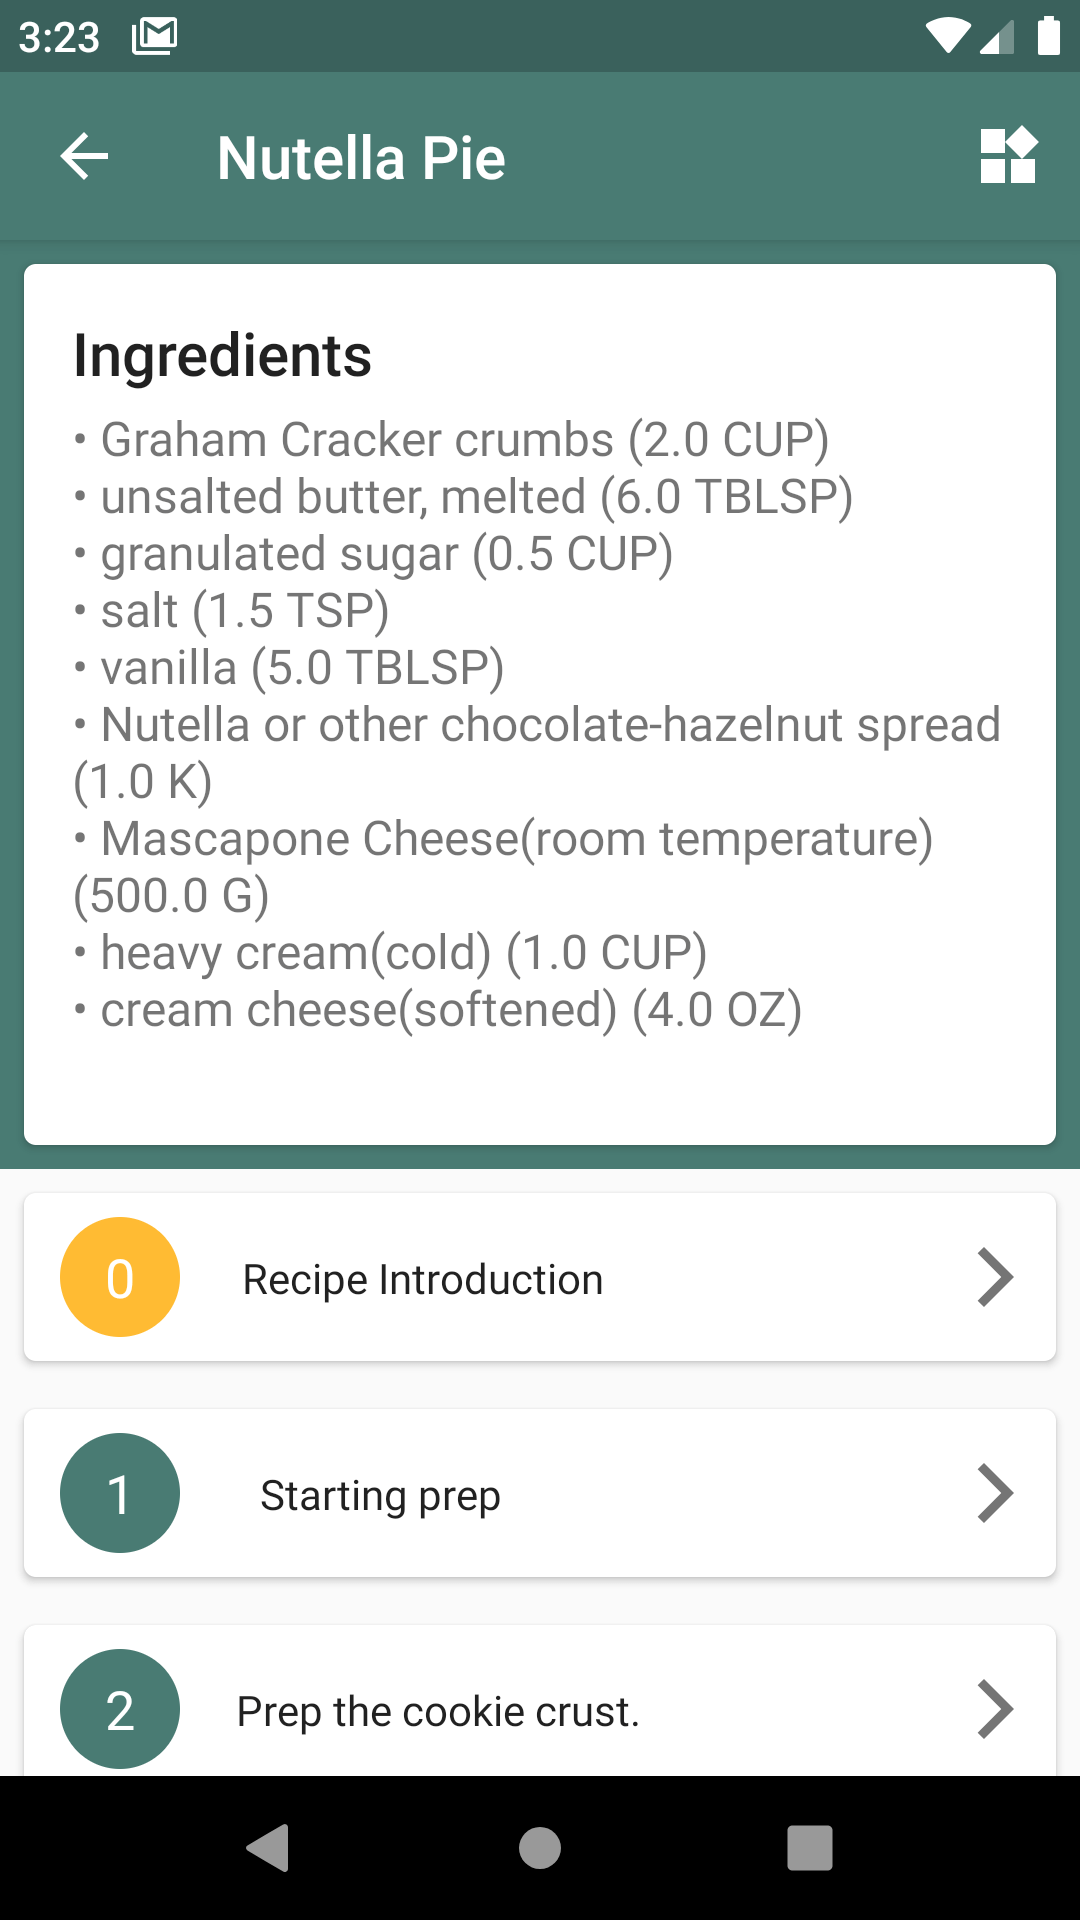 3:23
Nutella Pie
Ingredients
• Graham Cracker crumbs (2.0 CUP)
• unsalted butter, melted (6.0 TBLSP)
• granulated sugar (0.5 CUP)
• salt (1.5 TSP)
• vanilla (5.0 TBLSP)
• Nutella or other chocolate-hazelnut spread
(1.0 K)
• Mascapone Cheese(room temperature)
(500.0 G)
• heavy cream(cold) (1.0 CUP)
• cream cheese(softened) (4.0 OZ)
0 Recipe Introduction
1 Starting prep
2 Prep the cookie crust.